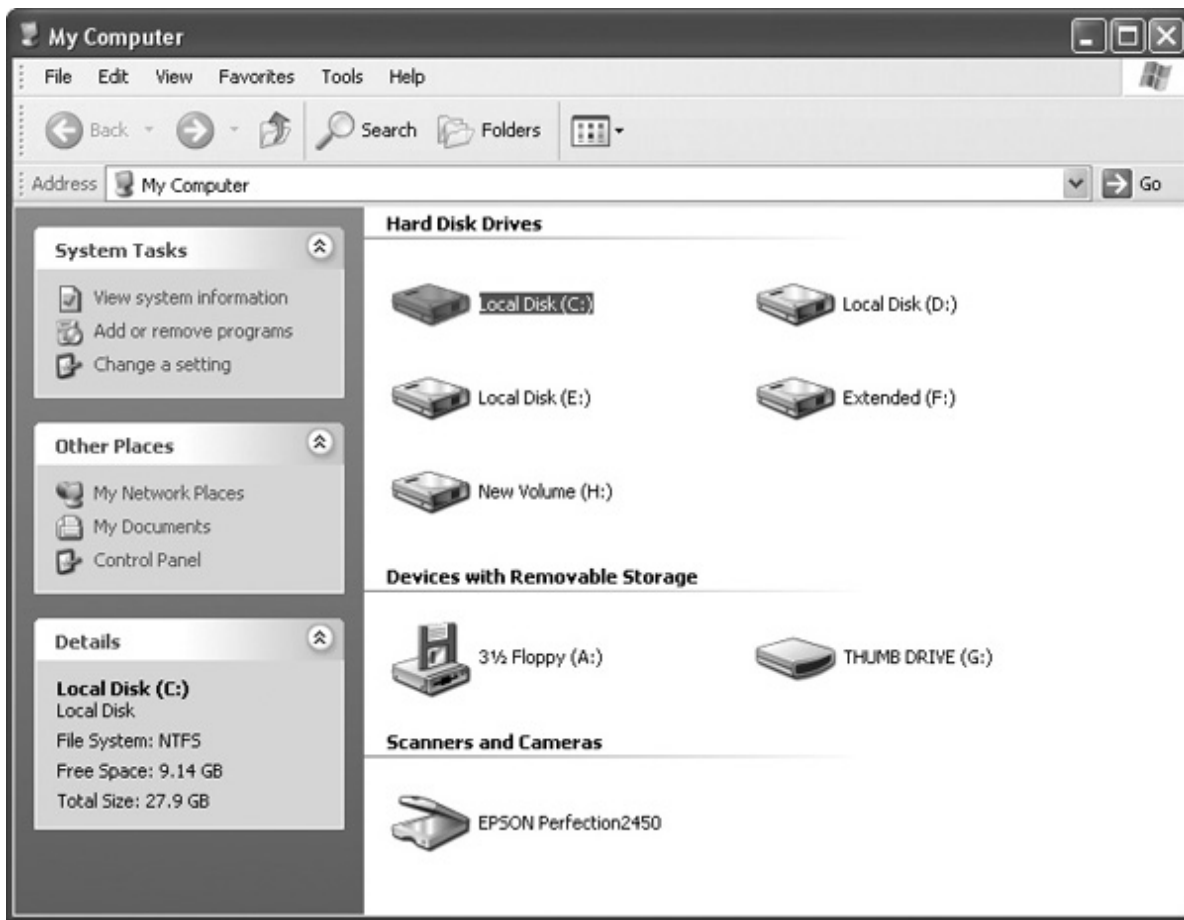 My Computer
File Edit View Favorites Tools Help
Back Search Folders
Address My Computer Go
System Tasks
View system information
Add or remove programs
Change a setting
Other Places
My Network Places
My Documents
Control Panel
Details
Local Disk (C:)
Local Disk
File System: NTFS
Free Space: 9.14 GB
Total Size: 27.9 GB
Hard Disk Drives
Local Disk (C:) Local Disk (D:)
Local Disk (E:) Extended (F:)
New Volume (H:)
Devices with Removable Storage
3½ Floppy (A:) THUMB DRIVE (G:)
Scanners and Cameras
EPSON Perfection2450